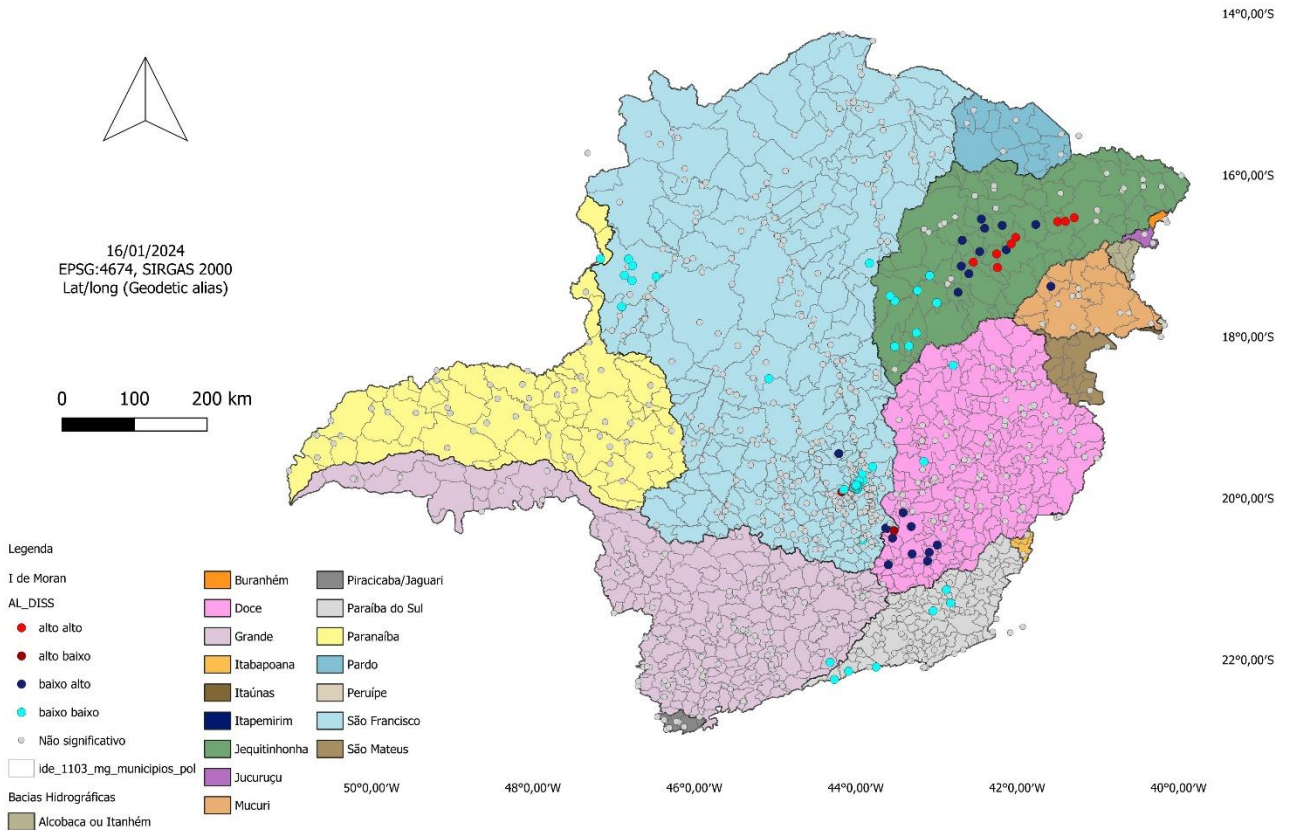 14°0,00'S
16°0,00'S
18°0,00'S
20°0,00'S
22°0,00'S
16/01/2024
EPSG:4674, SIRGAS 2000
Lat/long (Geodetic alias)
0 100 200 km
50°0,00'W 48°0,00'W 46°0,00'W 44°0,00'W 42°0,00'W 40°0,00'W
Legenda
I de Moran
AL_DISS
alto alto
alto baixo
baixo alto
baixo baixo
Não significativo
ide_1103_mg_municipios_pol
Bacias Hidrográficas
Alcobaca ou Itanhém
Buranhém
Doce
Grande
Itabapoana
Itaúnas
Itapemirim
Jequitinhonha
Jucuruçu
Mucuri
Piracicaba/Jaguari
Paraíba do Sul
Paranaíba
Pardo
Peruípe
São Francisco
São Mateus